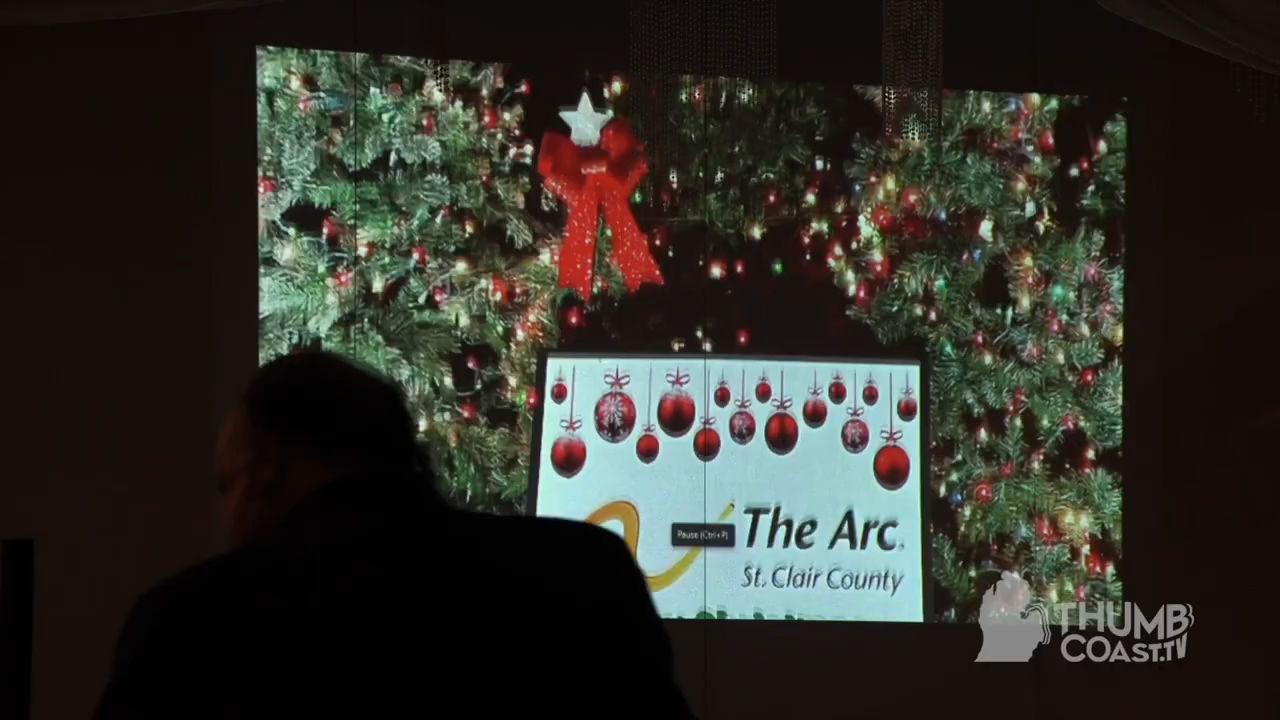 The Arc.
Pause (Ctrl+P)
St. Clair County
THUMB
COAST.TV